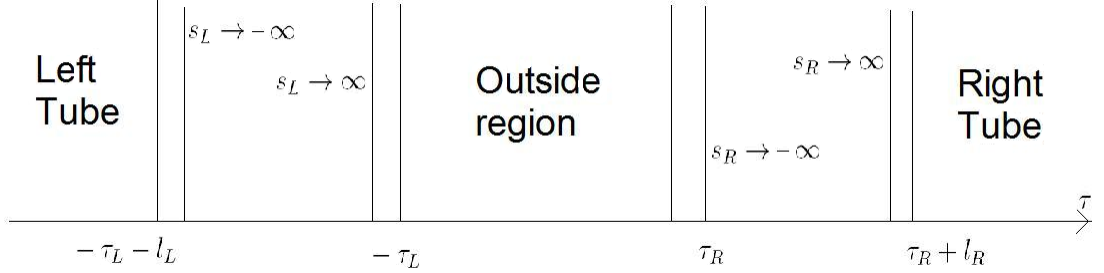 s_L → −∞
Left
Tube
s_L → ∞
Outside
region
s_R → ∞
Right
Tube
s_R → −∞
τ
−τ_L − l_L
−τ_L
τ_R
τ_R + l_R